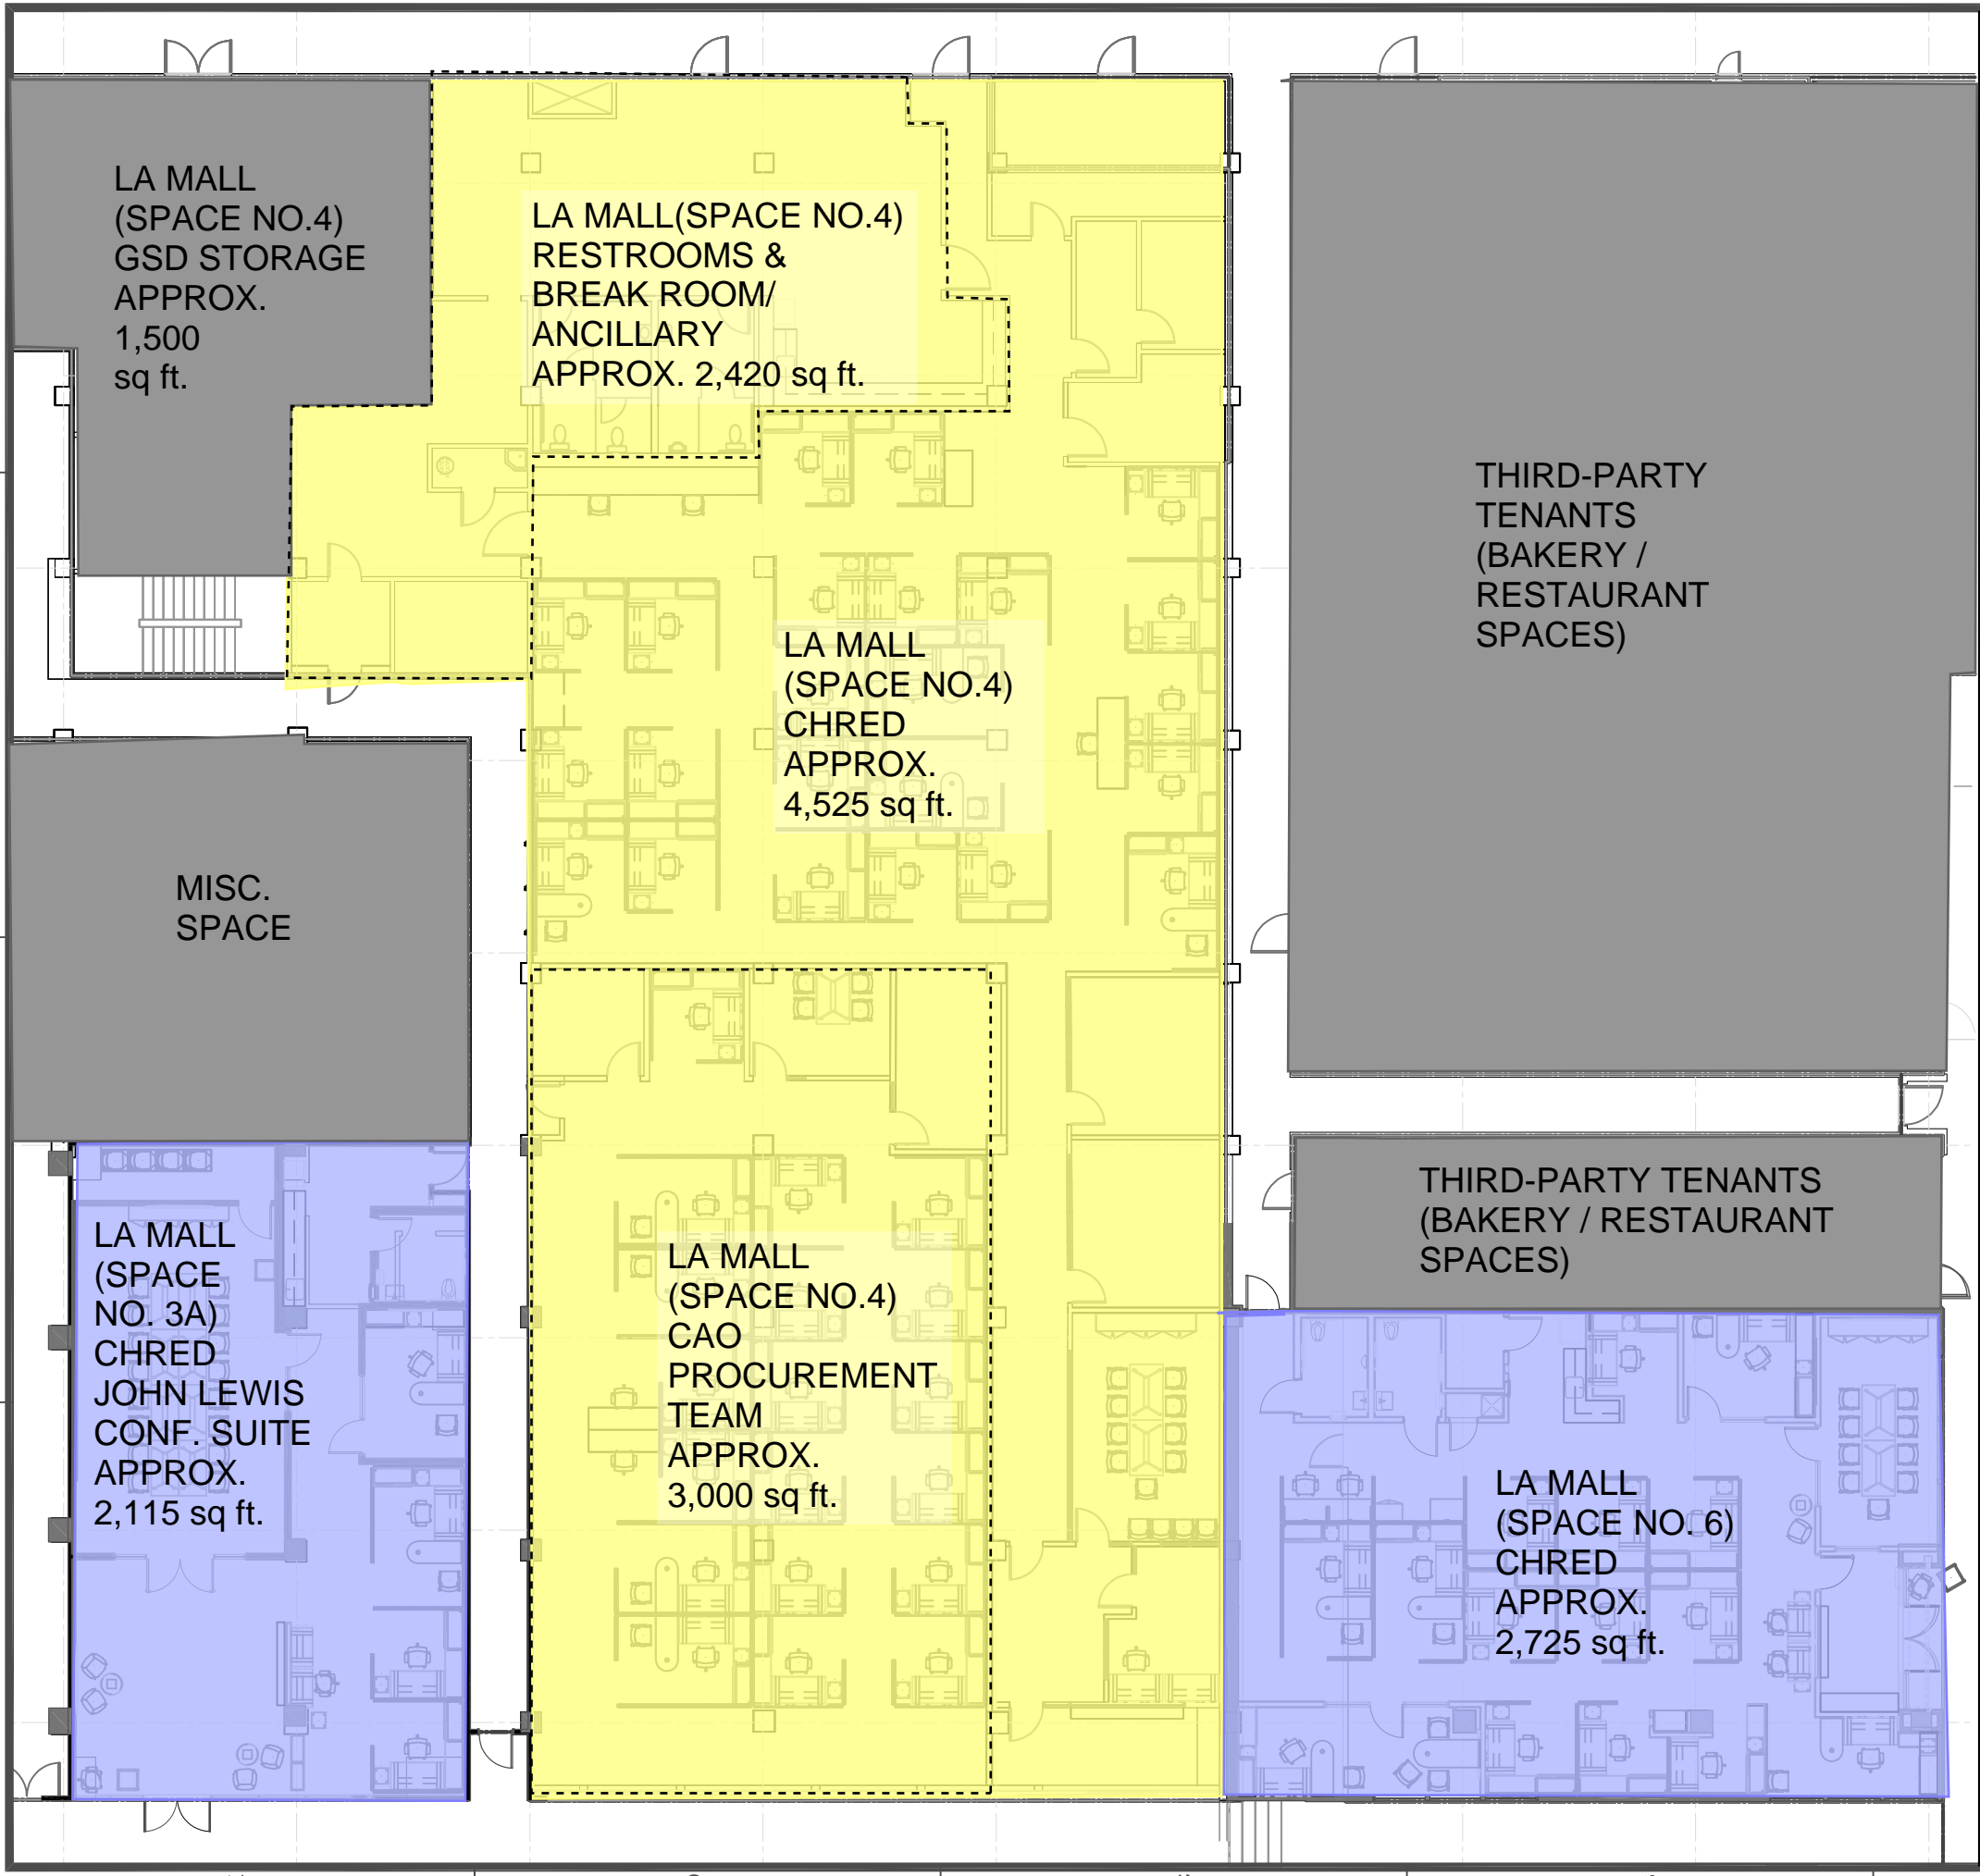 LA MALL
(SPACE NO.4)
GSD STORAGE
APPROX.
1,500
sq ft.
LA MALL(SPACE NO.4)
RESTROOMS &
BREAK ROOM/
ANCILLARY
APPROX. 2,420 sq ft.
THIRD-PARTY
TENANTS
(BAKERY /
RESTAURANT
SPACES)
LA MALL
(SPACE NO.4)
CHRED
APPROX.
4,525 sq ft.
MISC.
SPACE
THIRD-PARTY TENANTS
(BAKERY / RESTAURANT
SPACES)
LA MALL
(SPACE
NO. 3A)
CHRED
JOHN LEWIS
CONF. SUITE
APPROX.
2,115 sq ft.
LA MALL
(SPACE NO.4)
CAO
PROCUREMENT
TEAM
APPROX.
3,000 sq ft.
LA MALL
(SPACE NO. 6)
CHRED
APPROX.
2,725 sq ft.